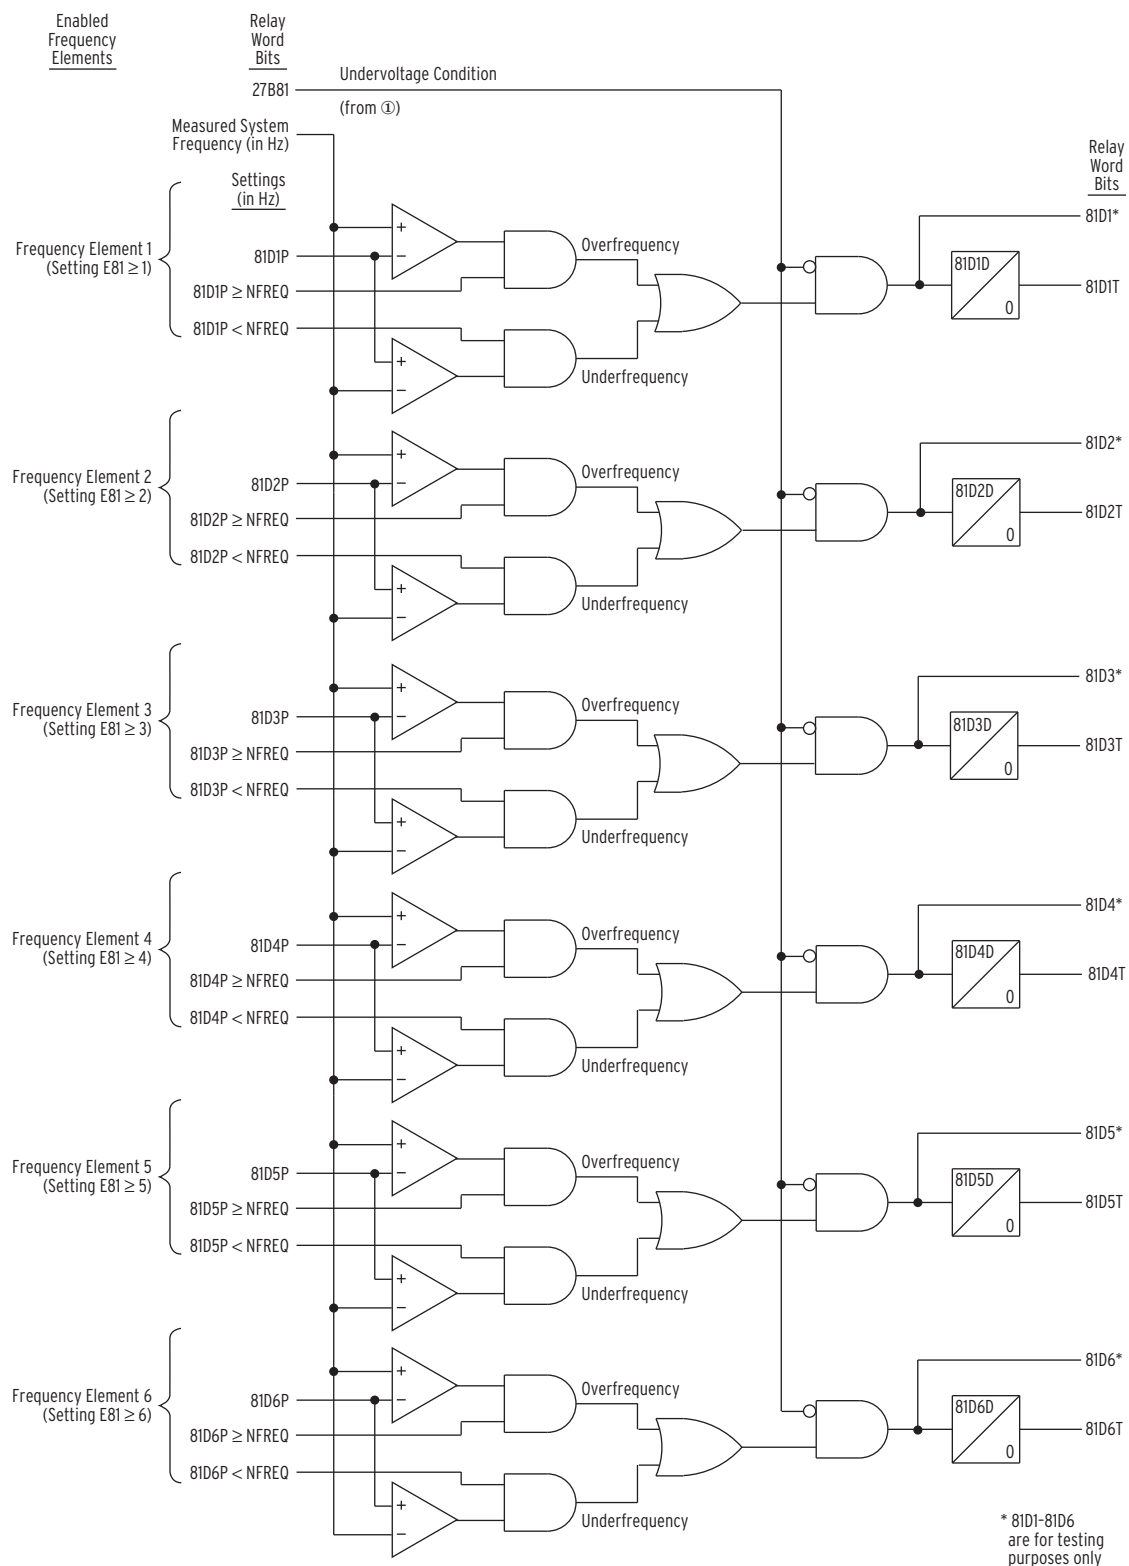 Enabled
Frequency
Elements
Relay
Word
Bits
27B81
Undervoltage Condition
(from ①)
Measured System
Frequency (in Hz)
Relay
Word
Bits
Settings
(in Hz)
Frequency Element 1
(Setting E81 ≥ 1)
81D1P
81D1P ≥ NFREQ
81D1P < NFREQ
+
−
+
−
Overfrequency
Underfrequency
81D1D
0
81D1*
81D1T
Frequency Element 2
(Setting E81 ≥ 2)
81D2P
81D2P ≥ NFREQ
81D2P < NFREQ
+
−
+
−
Overfrequency
Underfrequency
81D2D
0
81D2*
81D2T
Frequency Element 3
(Setting E81 ≥ 3)
81D3P
81D3P ≥ NFREQ
81D3P < NFREQ
+
−
+
−
Overfrequency
Underfrequency
81D3D
0
81D3*
81D3T
Frequency Element 4
(Setting E81 ≥ 4)
81D4P
81D4P ≥ NFREQ
81D4P < NFREQ
+
−
+
−
Overfrequency
Underfrequency
81D4D
0
81D4*
81D4T
Frequency Element 5
(Setting E81 ≥ 5)
81D5P
81D5P ≥ NFREQ
81D5P < NFREQ
+
−
+
−
Overfrequency
Underfrequency
81D5D
0
81D5*
81D5T
Frequency Element 6
(Setting E81 ≥ 6)
81D6P
81D6P ≥ NFREQ
81D6P < NFREQ
+
−
+
−
Overfrequency
Underfrequency
81D6D
0
81D6*
81D6T
* 81D1-81D6
are for testing
purposes only